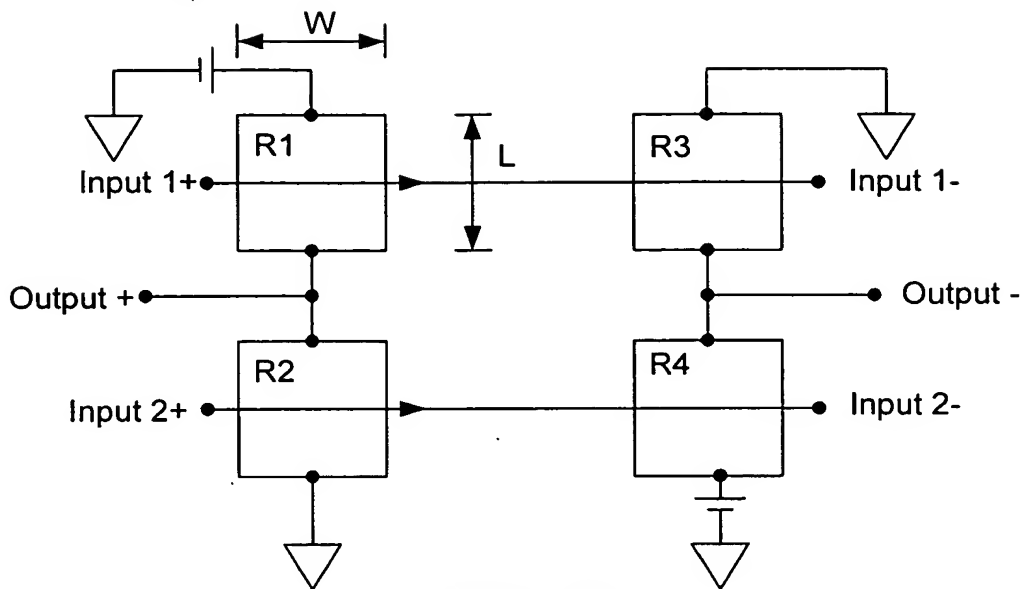 W
R1
L
R3
Input 1+
Input 1-
Output +
Output -
R2
R4
Input 2+
Input 2-